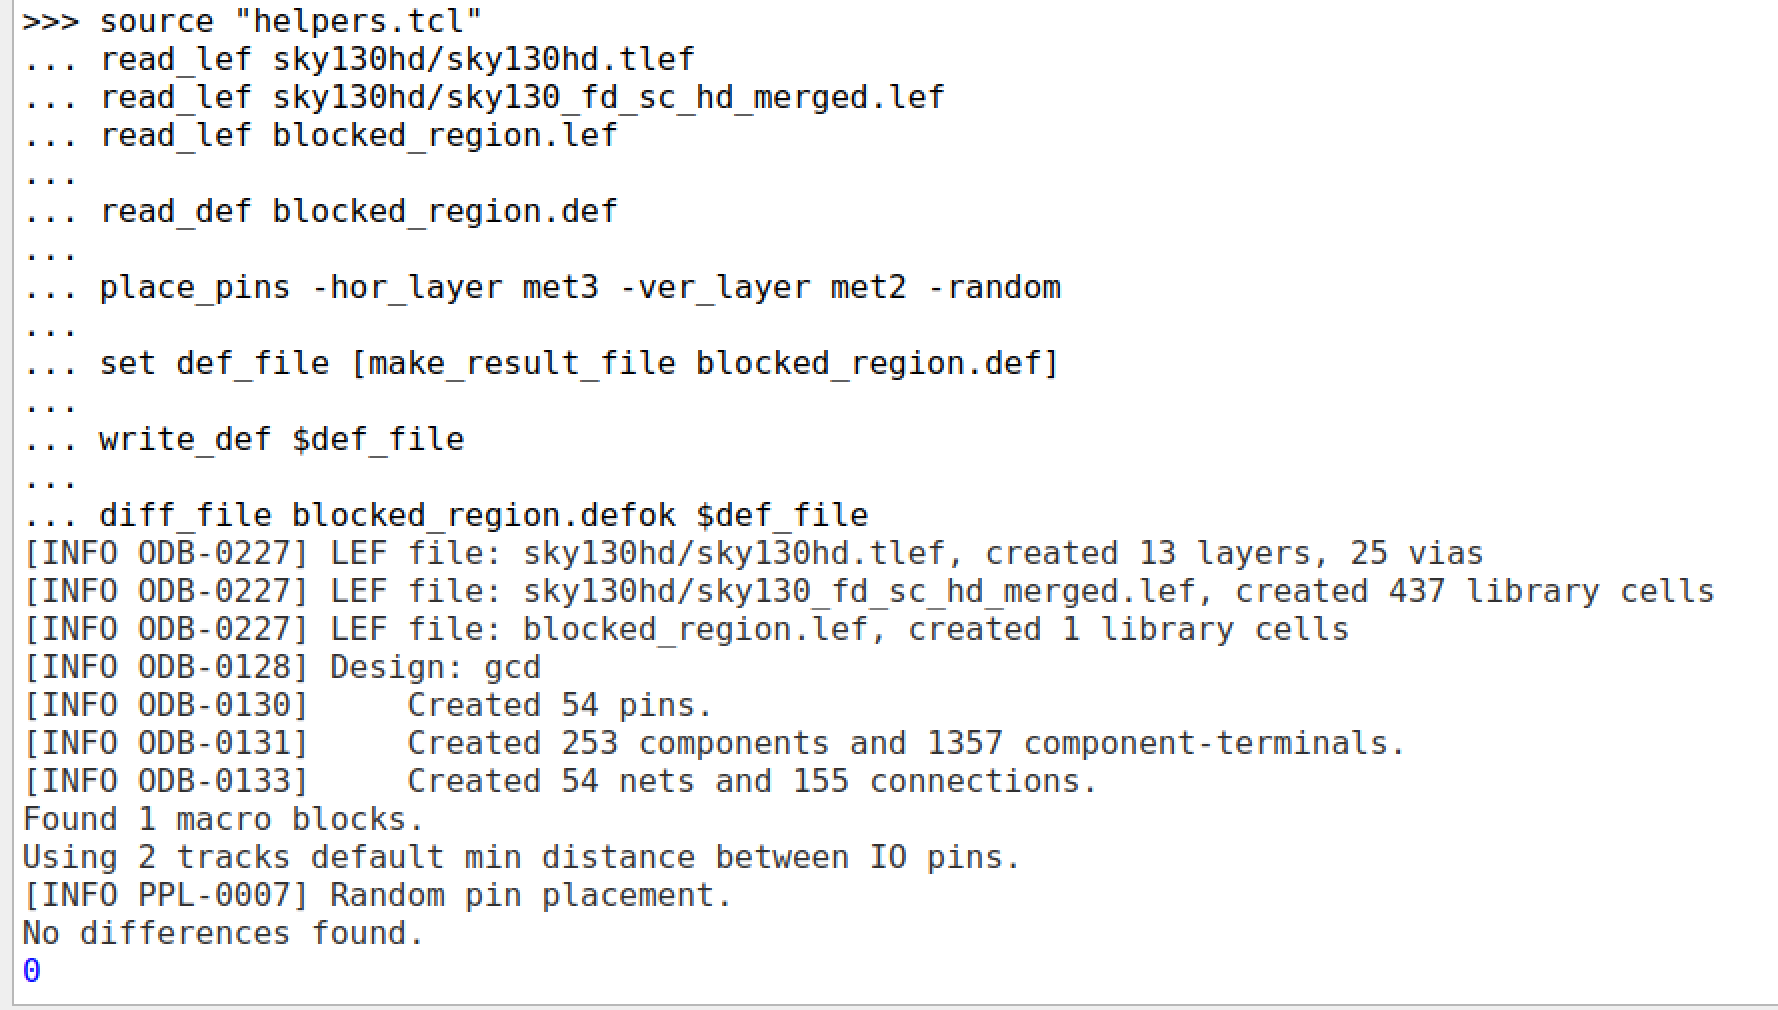 >>> source "helpers.tcl"
... read_lef sky130hd/sky130hd.tlef
... read_lef sky130hd/sky130_fd_sc_hd_merged.lef
... read_lef blocked_region.lef
...
... read_def blocked_region.def
...
... place_pins -hor_layer met3 -ver_layer met2 -random
...
... set def_file [make_result_file blocked_region.def]
...
... write_def $def_file
...
... diff_file blocked_region.defok $def_file
[INFO ODB-0227] LEF file: sky130hd/sky130hd.tlef, created 13 layers, 25 vias
[INFO ODB-0227] LEF file: sky130hd/sky130_fd_sc_hd_merged.lef, created 437 library cells
[INFO ODB-0227] LEF file: blocked_region.lef, created 1 library cells
[INFO ODB-0128] Design: gcd
[INFO ODB-0130]     Created 54 pins.
[INFO ODB-0131]     Created 253 components and 1357 component-terminals.
[INFO ODB-0133]     Created 54 nets and 155 connections.
Found 1 macro blocks.
Using 2 tracks default min distance between IO pins.
[INFO PPL-0007] Random pin placement.
No differences found.
0